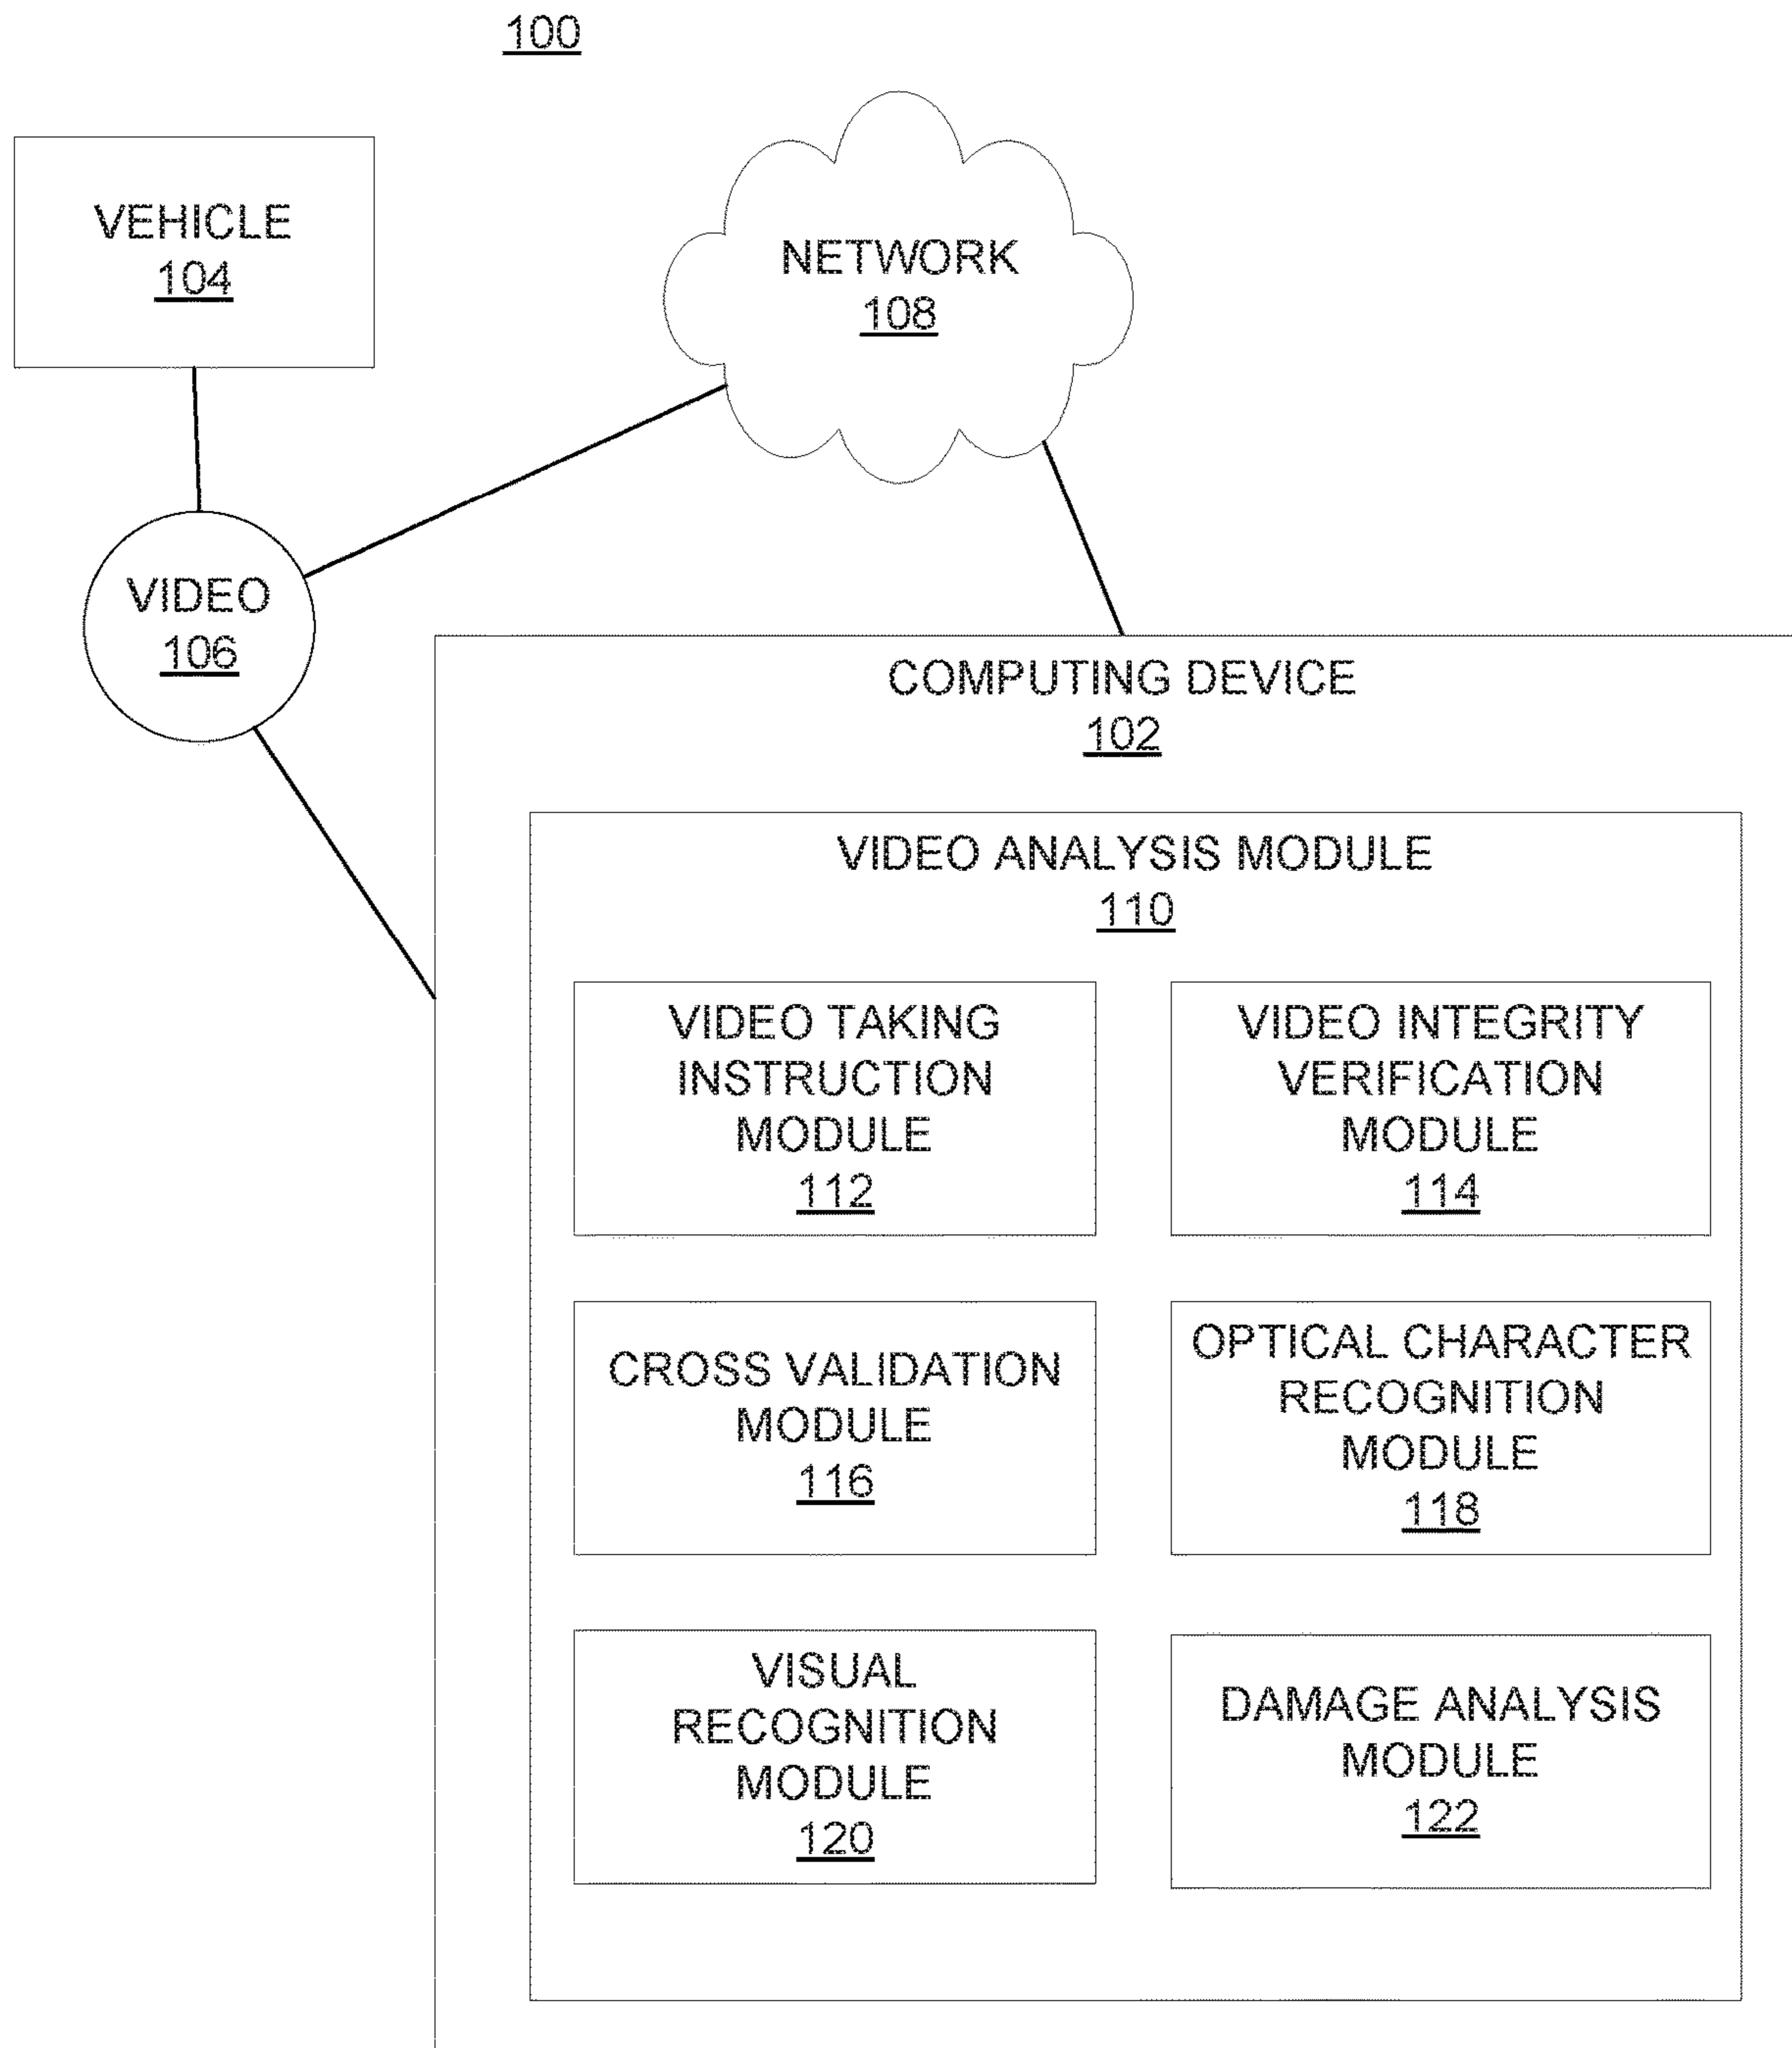 100
VEHICLE
104
NETWORK
108
VIDEO
106
COMPUTING DEVICE
102
VIDEO ANALYSIS MODULE
110
VIDEO TAKING
INSTRUCTION
MODULE
112
VIDEO INTEGRITY
VERIFICATION
MODULE
114
CROSS VALIDATION
MODULE
116
OPTICAL CHARACTER
RECOGNITION
MODULE
118
VISUAL
RECOGNITION
MODULE
120
DAMAGE ANALYSIS
MODULE
122